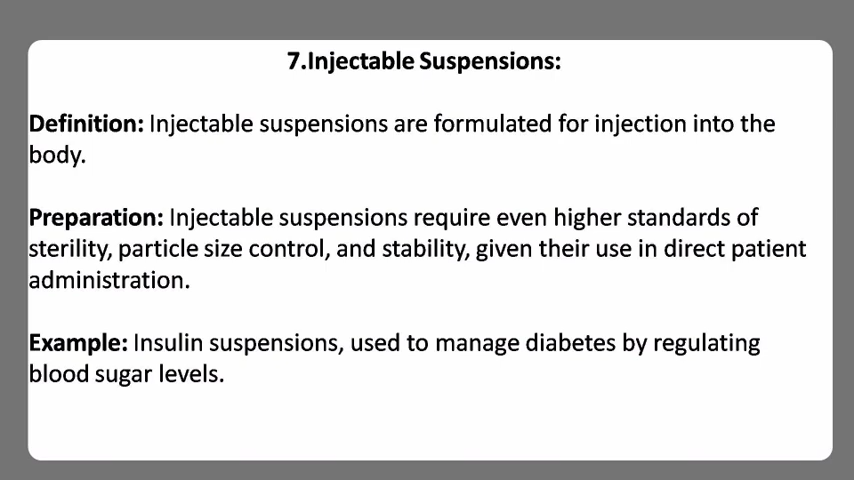 7.Injectable Suspensions:
Definition: Injectable suspensions are formulated for injection into the
body.
Preparation: Injectable suspensions require even higher standards of
sterility, particle size control, and stability, given their use in direct patient
administration.
Example: Insulin suspensions, used to manage diabetes by regulating
blood sugar levels.